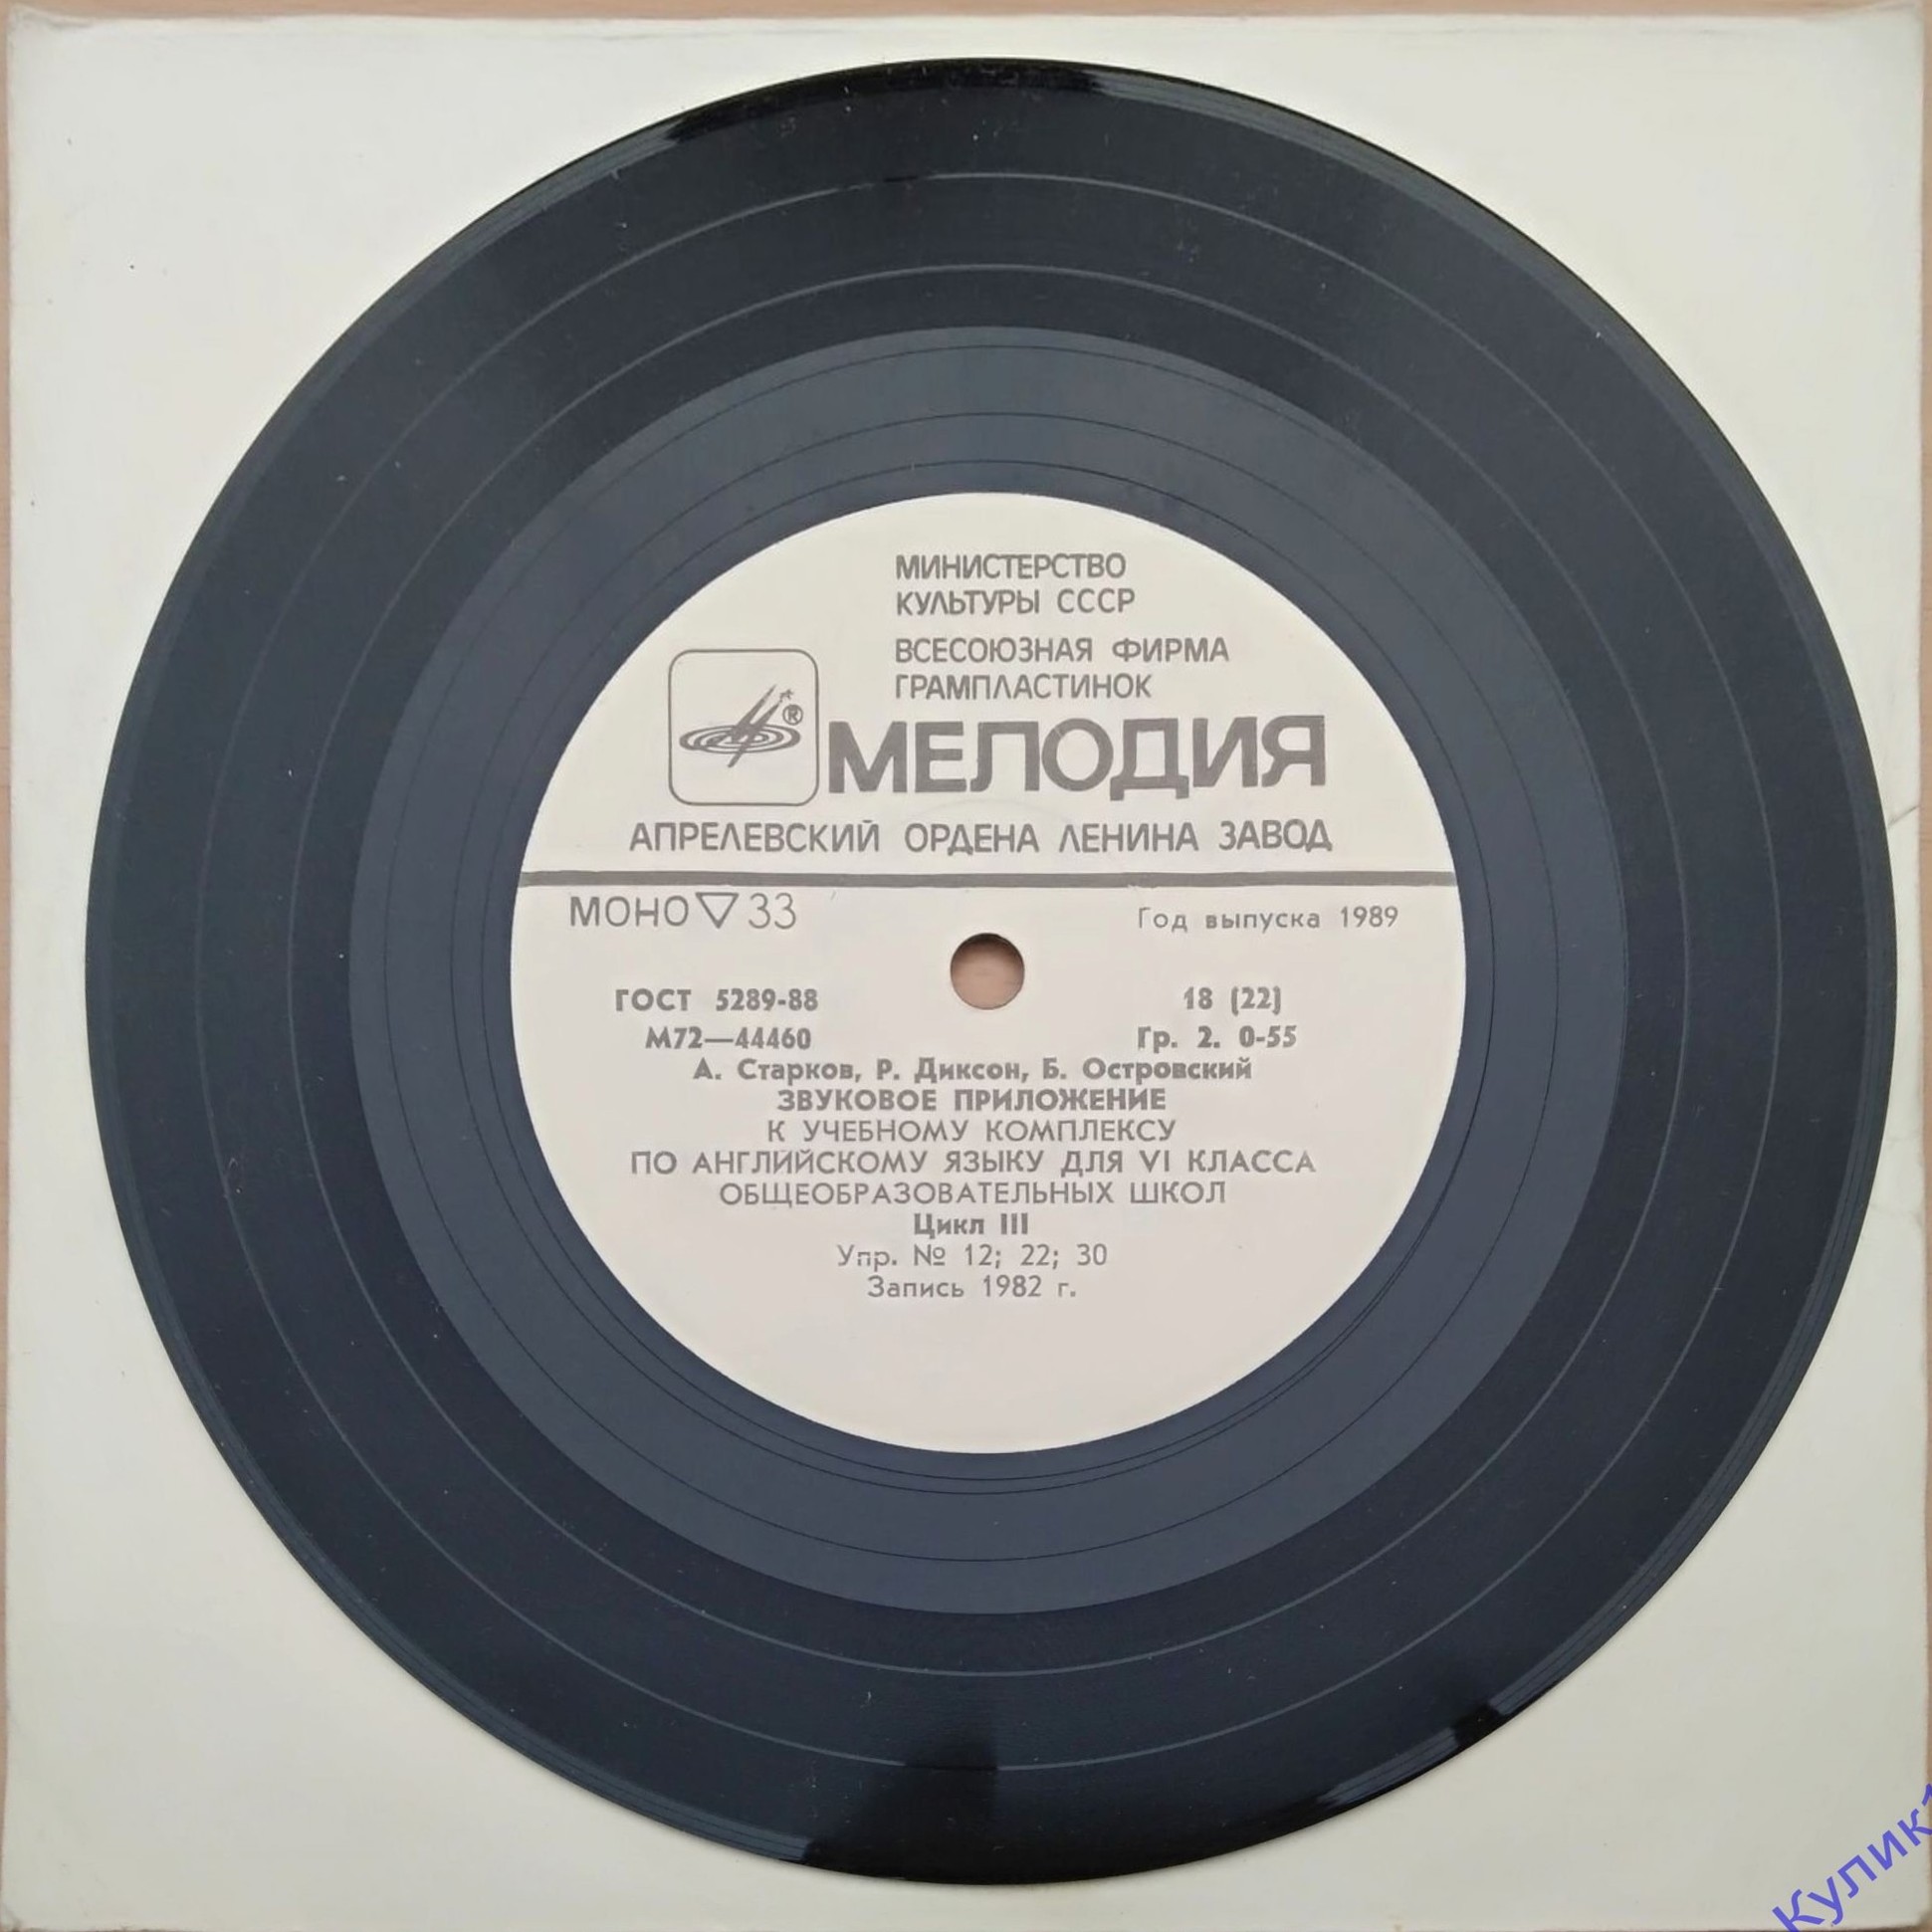 МИНИСТЕРСТВО
КУЛЬТУРЫ СССР
ВСЕСОЮЗНАЯ ФИРМА
ГРАМПЛАСТИНОК
®
МЕЛОДИЯ
АПРЕЛЕВСКИЙ ОРДЕНА ЛЕНИНА ЗАВОД
МОНО ▽ 33
Год выпуска 1989
ГОСТ 5289-88
18 (22)
М72—44460
Гр. 2. 0-55
А. Старков, Р. Диксон, Б. Островский
ЗВУКОВОЕ ПРИЛОЖЕНИЕ
К УЧЕБНОМУ КОМПЛЕКСУ
ПО АНГЛИЙСКОМУ ЯЗЫКУ ДЛЯ VI КЛАССА
ОБЩЕОБРАЗОВАТЕЛЬНЫХ ШКОЛ
Цикл III
Упр. № 12; 22; 30
Запись 1982 г.